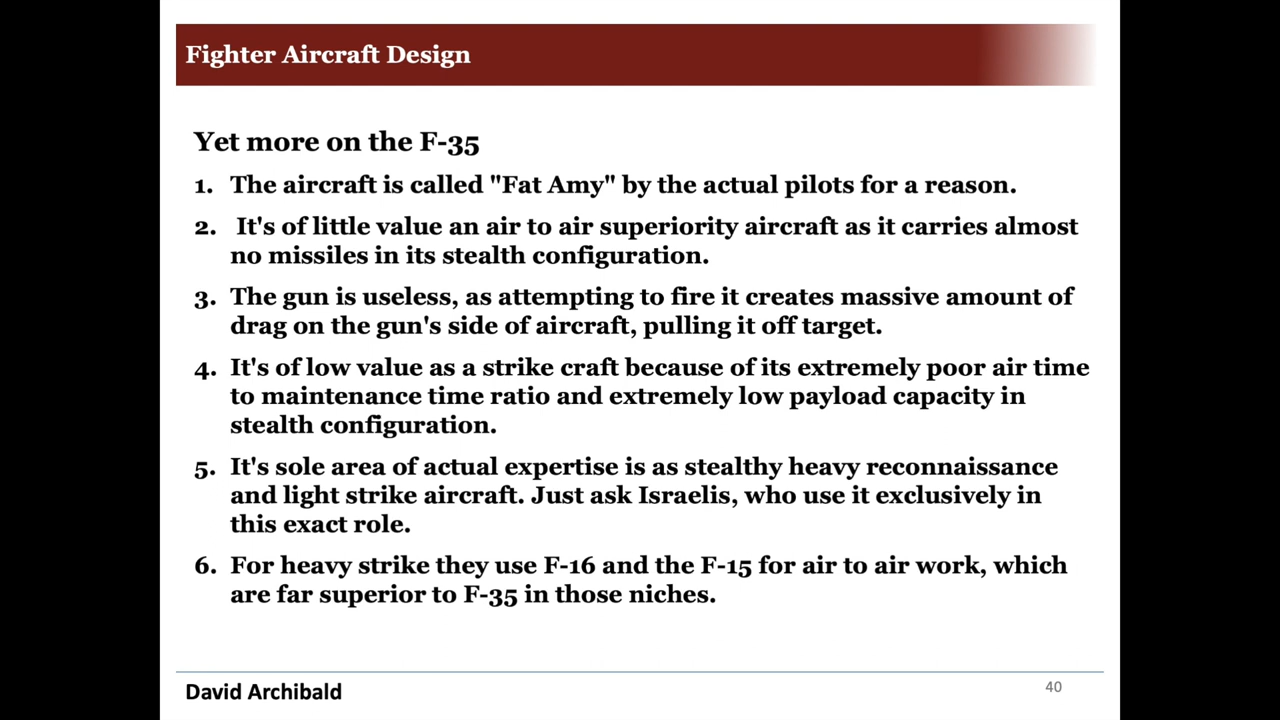 Fighter Aircraft Design
Yet more on the F-35
1. The aircraft is called "Fat Amy" by the actual pilots for a reason.
2. It's of little value an air to air superiority aircraft as it carries almost
no missiles in its stealth configuration.
3. The gun is useless, as attempting to fire it creates massive amount of
drag on the gun's side of aircraft, pulling it off target.
4. It's of low value as a strike craft because of its extremely poor air time
to maintenance time ratio and extremely low payload capacity in
stealth configuration.
5. It's sole area of actual expertise is as stealthy heavy reconnaissance
and light strike aircraft. Just ask Israelis, who use it exclusively in
this exact role.
6. For heavy strike they use F-16 and the F-15 for air to air work, which
are far superior to F-35 in those niches.
David Archibald
40